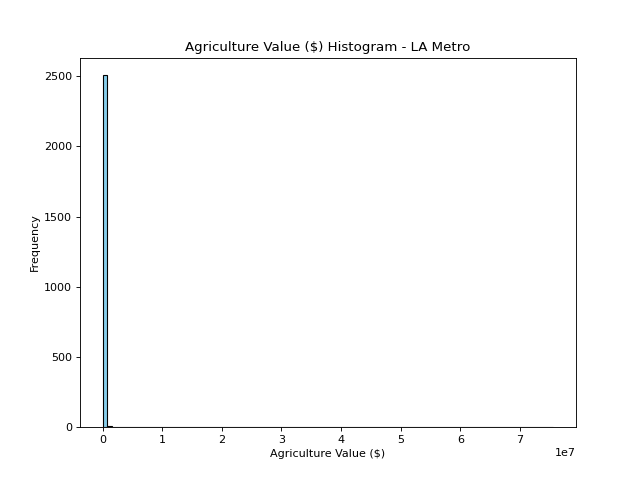 Agriculture Value ($) Histogram - LA Metro
2500
2000
1500
1000
500
0
Frequency
0 1 2 3 4 5 6 7
1e7
Agriculture Value ($)